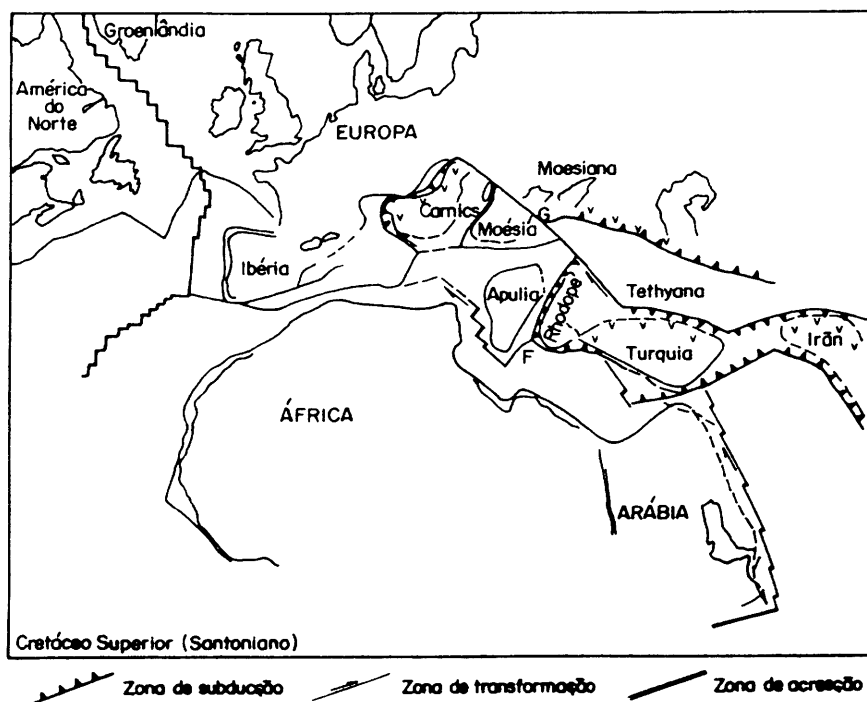 Groenlândia
América
do
Norte
EUROPA
Moesiana
Carnics
Moésia
G
Ibéria
Apulia
Rhodope
Tethyana
Turquia
Irãn
F
ÁFRICA
ARÁBIA
Cretáceo Superior (Santoniano)
Zona de subducção
Zona de transformação
Zona de acresção